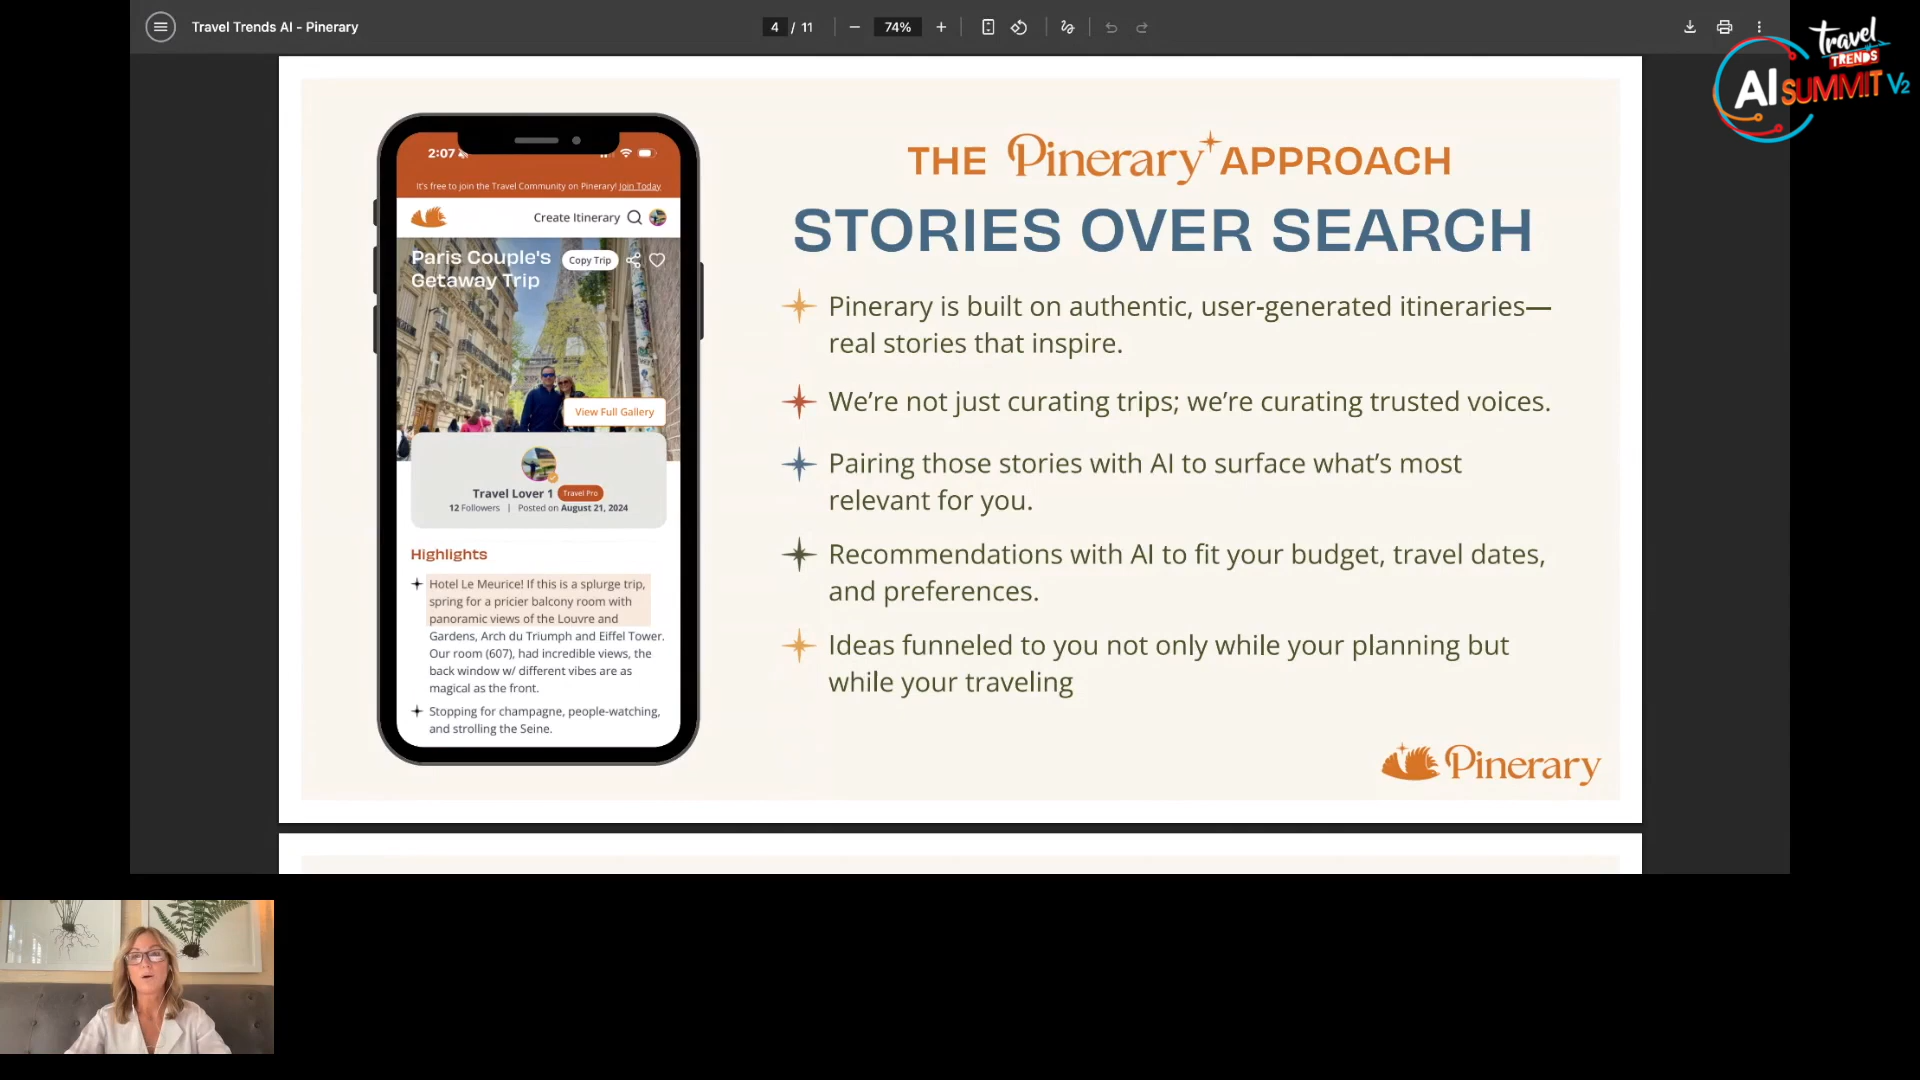 Travel Trends AI - Pinerary
4 / 11
74%
travel
TRENDS
AI SUMMIT V2
2:07
It's free to join the Travel Community on Pinerary! Join Today
Create Itinerary
Paris Couple's
Getaway Trip
Copy Trip
View Full Gallery
Travel Lover 1 Travel Pro
12 Followers | Posted on August 21, 2024
Highlights
Hotel Le Meurice! If this is a splurge trip,
spring for a pricier balcony room with
panoramic views of the Louvre and
Gardens, Arch du Triumph and Eiffel Tower.
Our room (607), had incredible views, the
back window w/ different vibes are as
magical as the front.
Stopping for champagne, people-watching,
and strolling the Seine.
THE Pinerary APPROACH
STORIES OVER SEARCH
Pinerary is built on authentic, user-generated itineraries—
real stories that inspire.
We're not just curating trips; we're curating trusted voices.
Pairing those stories with AI to surface what's most
relevant for you.
Recommendations with AI to fit your budget, travel dates,
and preferences.
Ideas funneled to you not only while your planning but
while your traveling
Pinerary